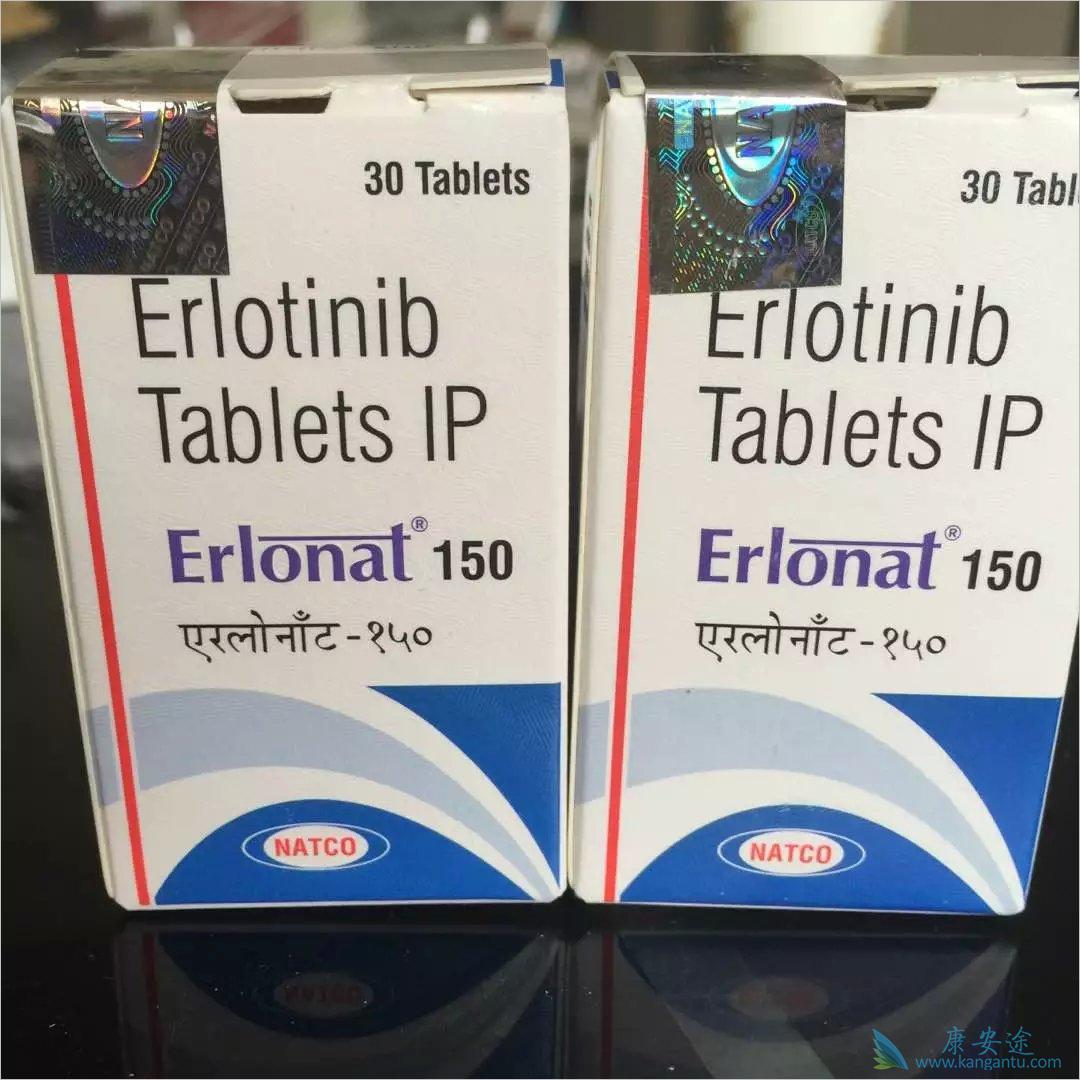 30 Tablets
Erlotinib
Tablets IP
Erlonat® 150
एरलोनाँट-१५०
NATCO
30 Tabl
Erlotinib
Tablets IP
Erlonat® 150
एरलोनाँट-१५०
NATCO
康安途
www.kangantu.com